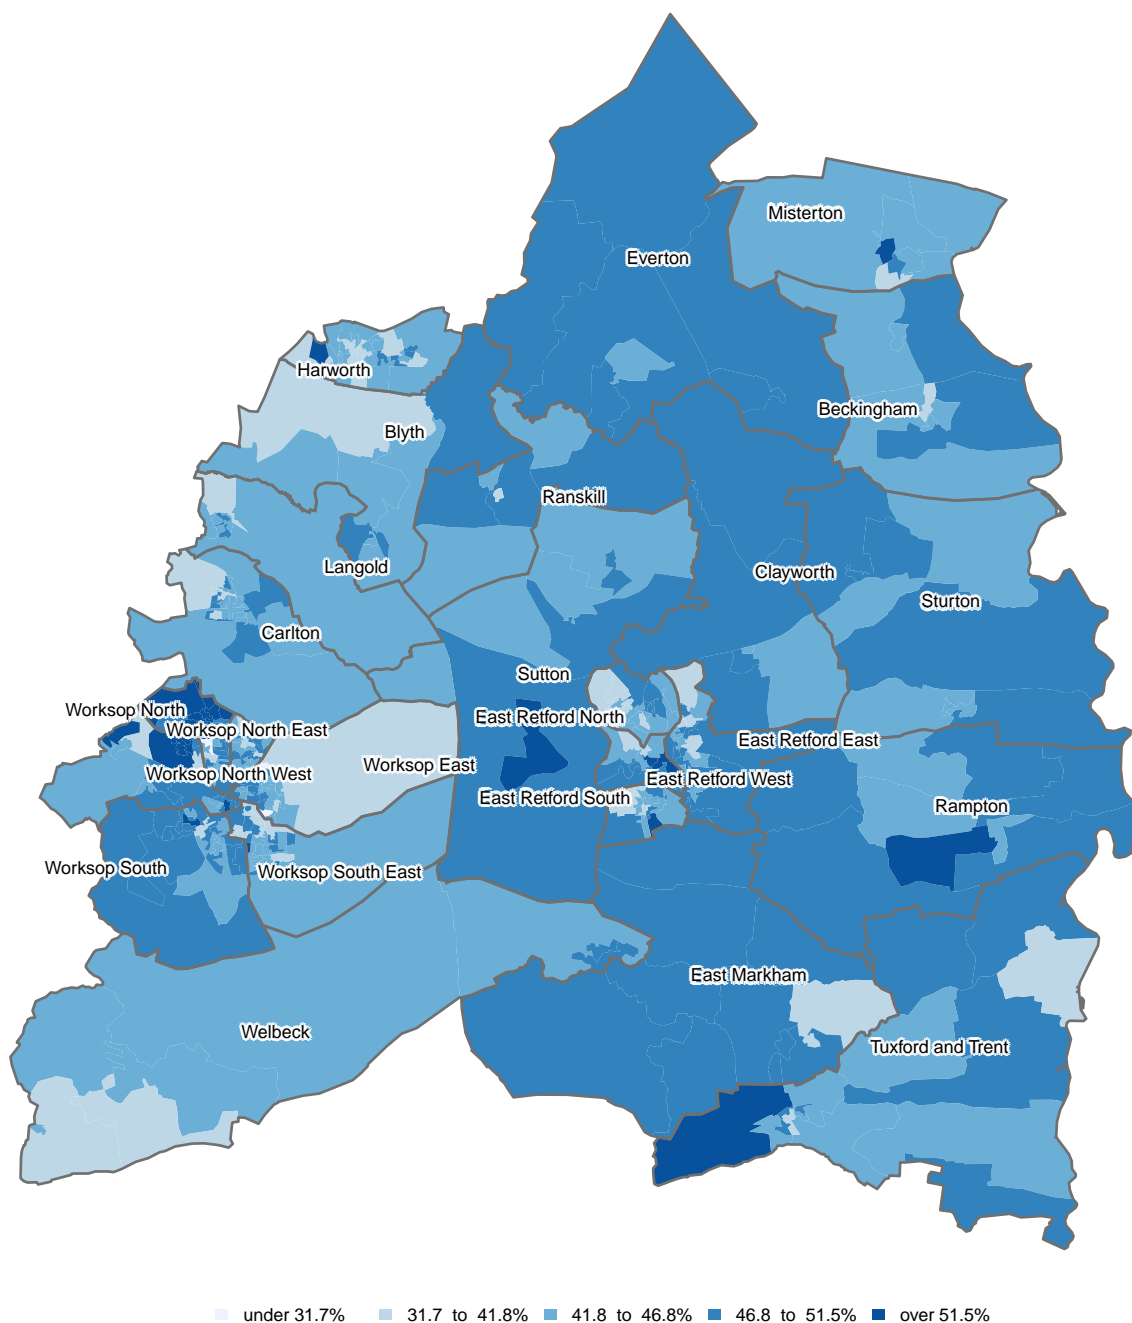 Misterton
Everton
Harworth
Beckingham
Blyth
Ranskill
Langold
Clayworth
Sturton
Carlton
Sutton
Worksop North
East Retford North
Worksop North East
East Retford East
Worksop East
Worksop North West
East Retford West
East Retford South
Rampton
Worksop South
Worksop South East
East Markham
Welbeck
Tuxford and Trent
under 31.7% 31.7 to 41.8% 41.8 to 46.8% 46.8 to 51.5% over 51.5%